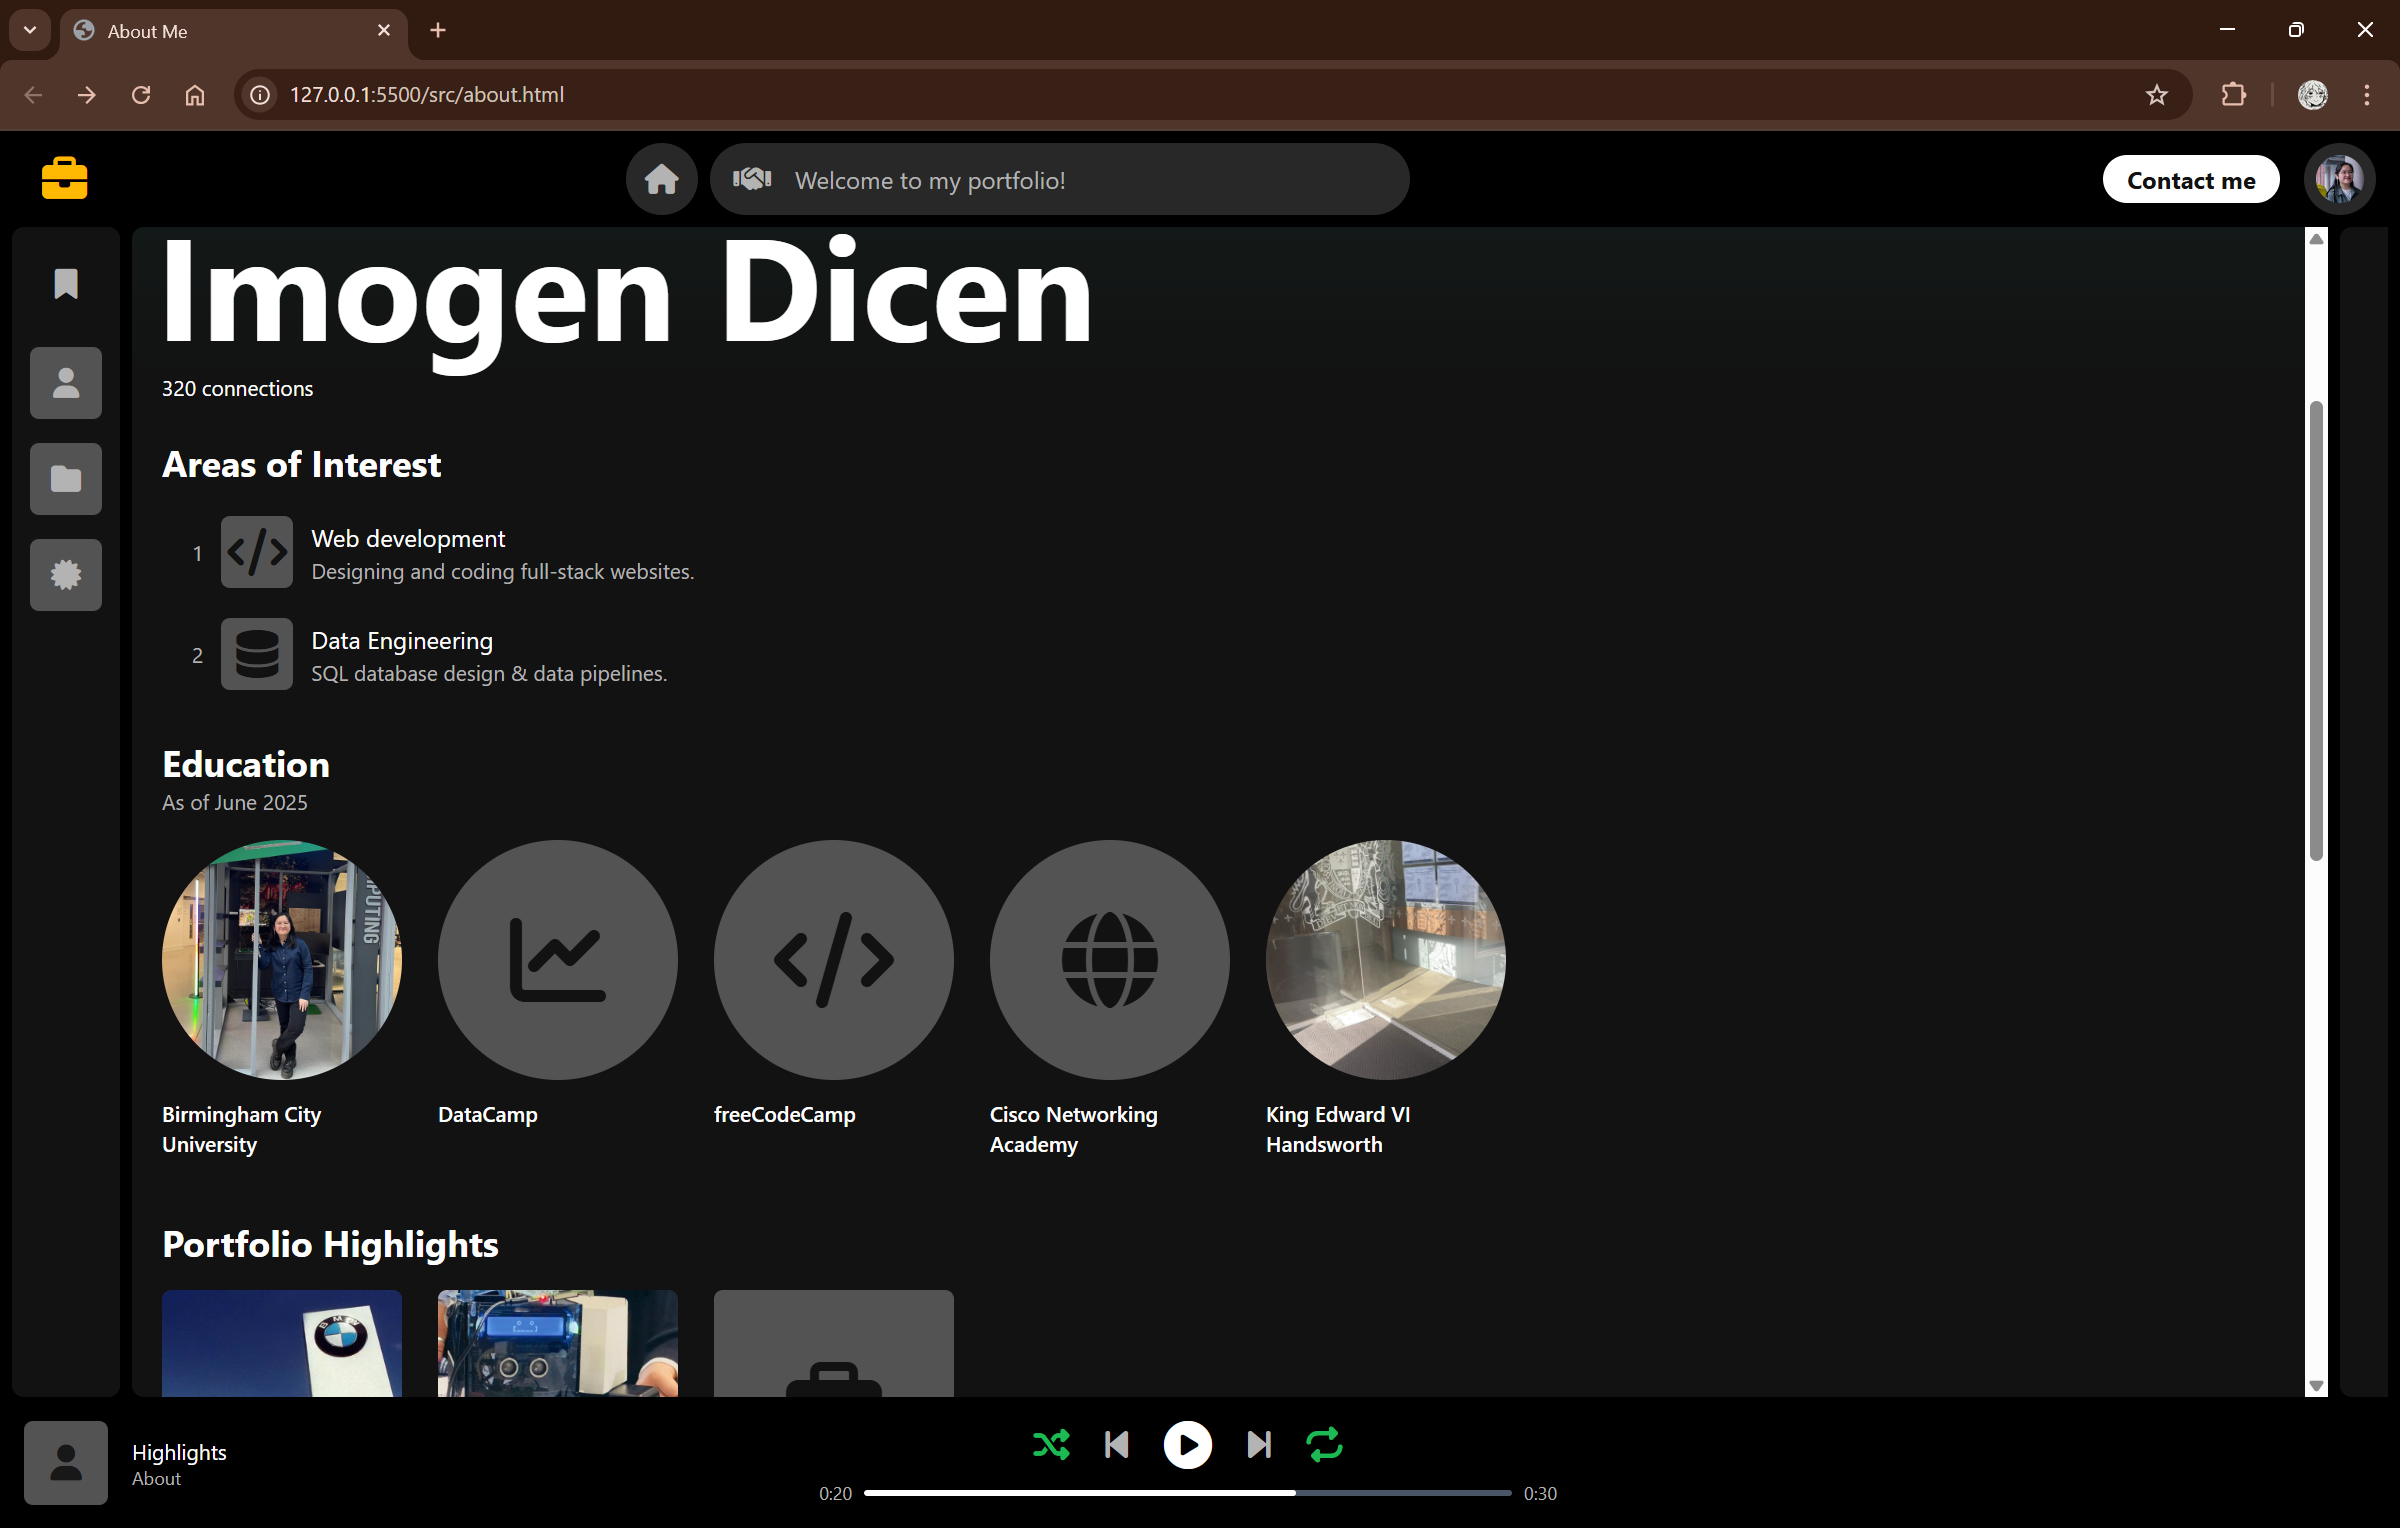 About Me
127.0.0.1:5500/src/about.html
Welcome to my portfolio!
Contact me
Imogen Dicen
320 connections
Areas of Interest
1
Web development
Designing and coding full-stack websites.
2
Data Engineering
SQL database design & data pipelines.
Education
As of June 2025
Birmingham City
University
DataCamp
freeCodeCamp
Cisco Networking
Academy
King Edward VI
Handsworth
Portfolio Highlights
BMW
Highlights
About
0:20
0:30